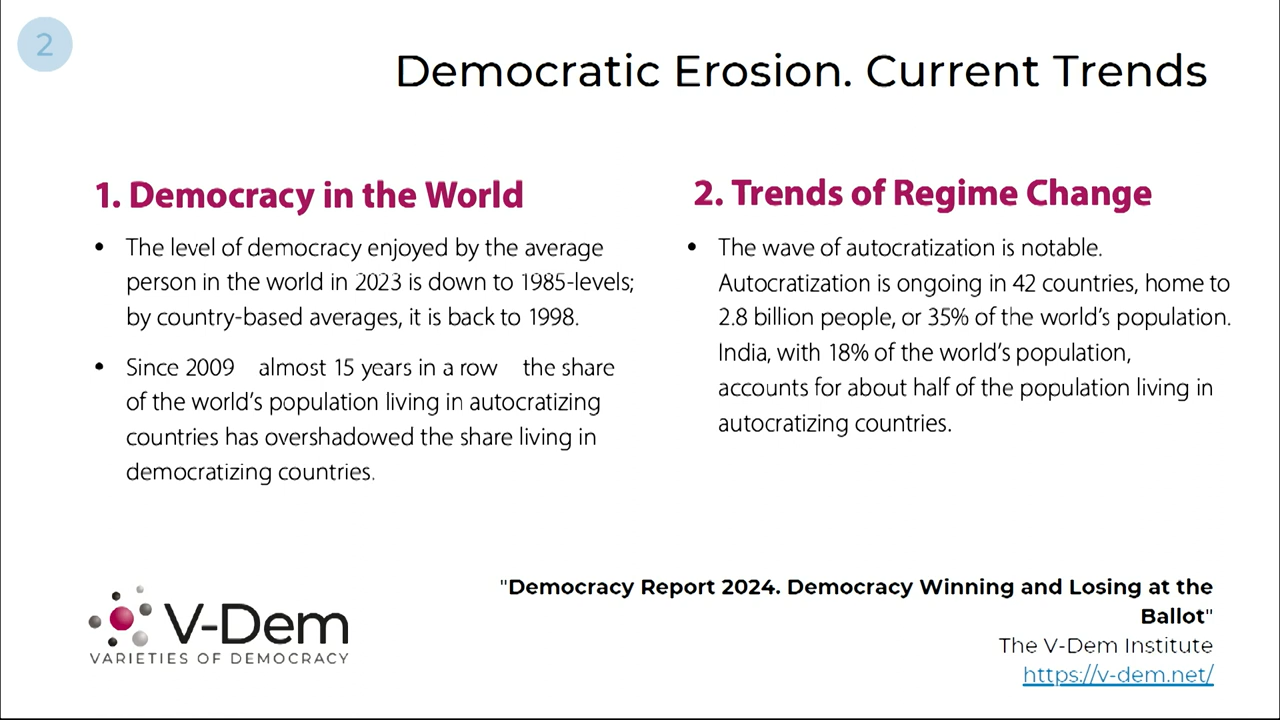 2
Democratic Erosion. Current Trends
1. Democracy in the World
• The level of democracy enjoyed by the average
person in the world in 2023 is down to 1985-levels;
by country-based averages, it is back to 1998.
• Since 2009 almost 15 years in a row the share
of the world's population living in autocratizing
countries has overshadowed the share living in
democratizing countries.
2. Trends of Regime Change
• The wave of autocratization is notable.
Autocratization is ongoing in 42 countries, home to
2.8 billion people, or 35% of the world's population.
India, with 18% of the world's population,
accounts for about half of the population living in
autocratizing countries.
V-Dem
VARIETIES OF DEMOCRACY
"Democracy Report 2024. Democracy Winning and Losing at the
Ballot"
The V-Dem Institute
https://v-dem.net/